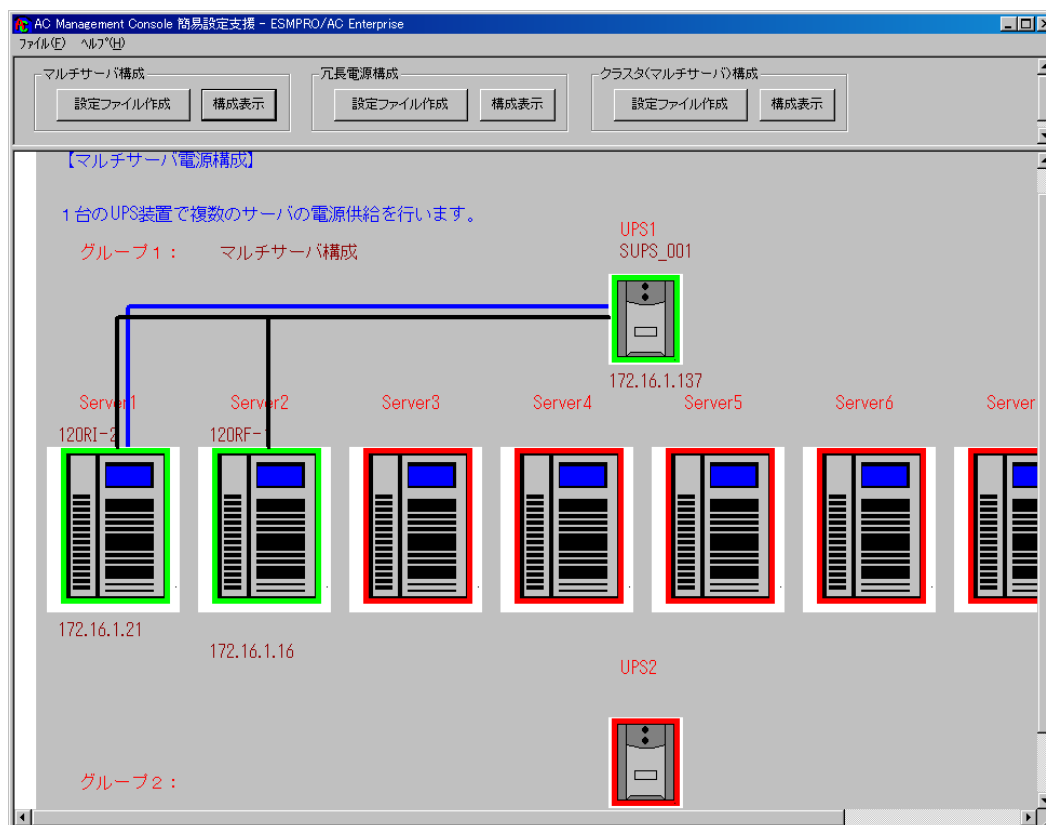 AC Management Console 簡易設定支援 - ESMPRO/AC Enterprise
ファイル(F) ヘルプ(H)
マルチサーバ構成 冗長電源構成 クラスタ(マルチサーバ)構成
設定ファイル作成 構成表示 設定ファイル作成 構成表示 設定ファイル作成 構成表示
【マルチサーバ電源構成】
1台のUPS装置で複数のサーバの電源供給を行います。
UPS1
グループ1: マルチサーバ構成 SUPS_001
172.16.1.137
Server1 Server2 Server3 Server4 Server5 Server6 Server
120RI-2 120RF-1
172.16.1.21
172.16.1.16
UPS2
グループ2: